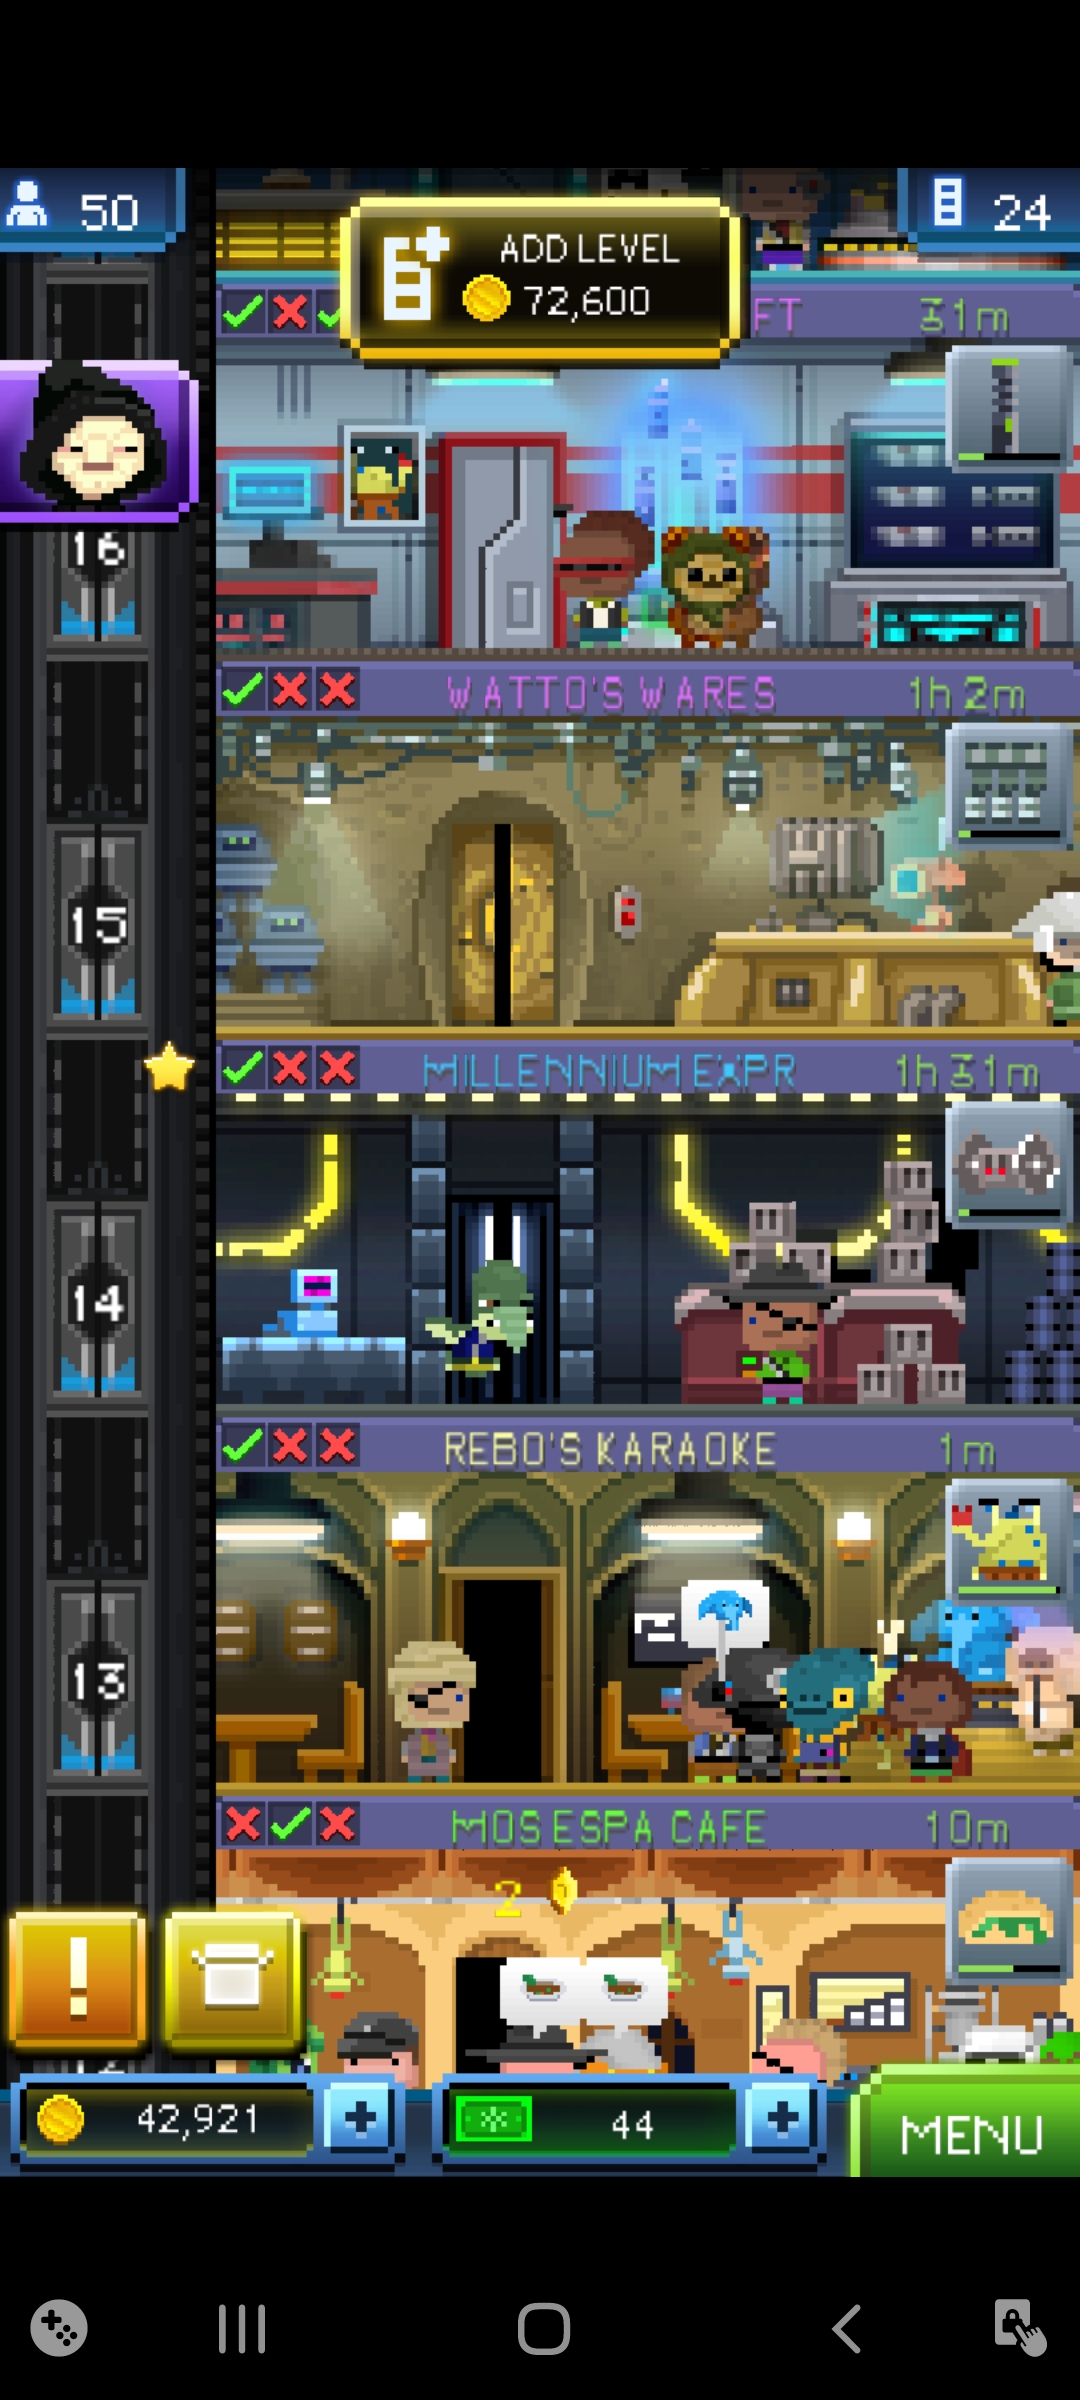 50
24
ADD LEVEL
72,600
FT
31m
16
WATTO'S WARES
1h 2m
15
MILLENNIUM EXPR
1h 31m
14
REBO'S KARAOKE
1m
13
MOS ESPA CAFE
10m
2
!
42,921
44
MENU